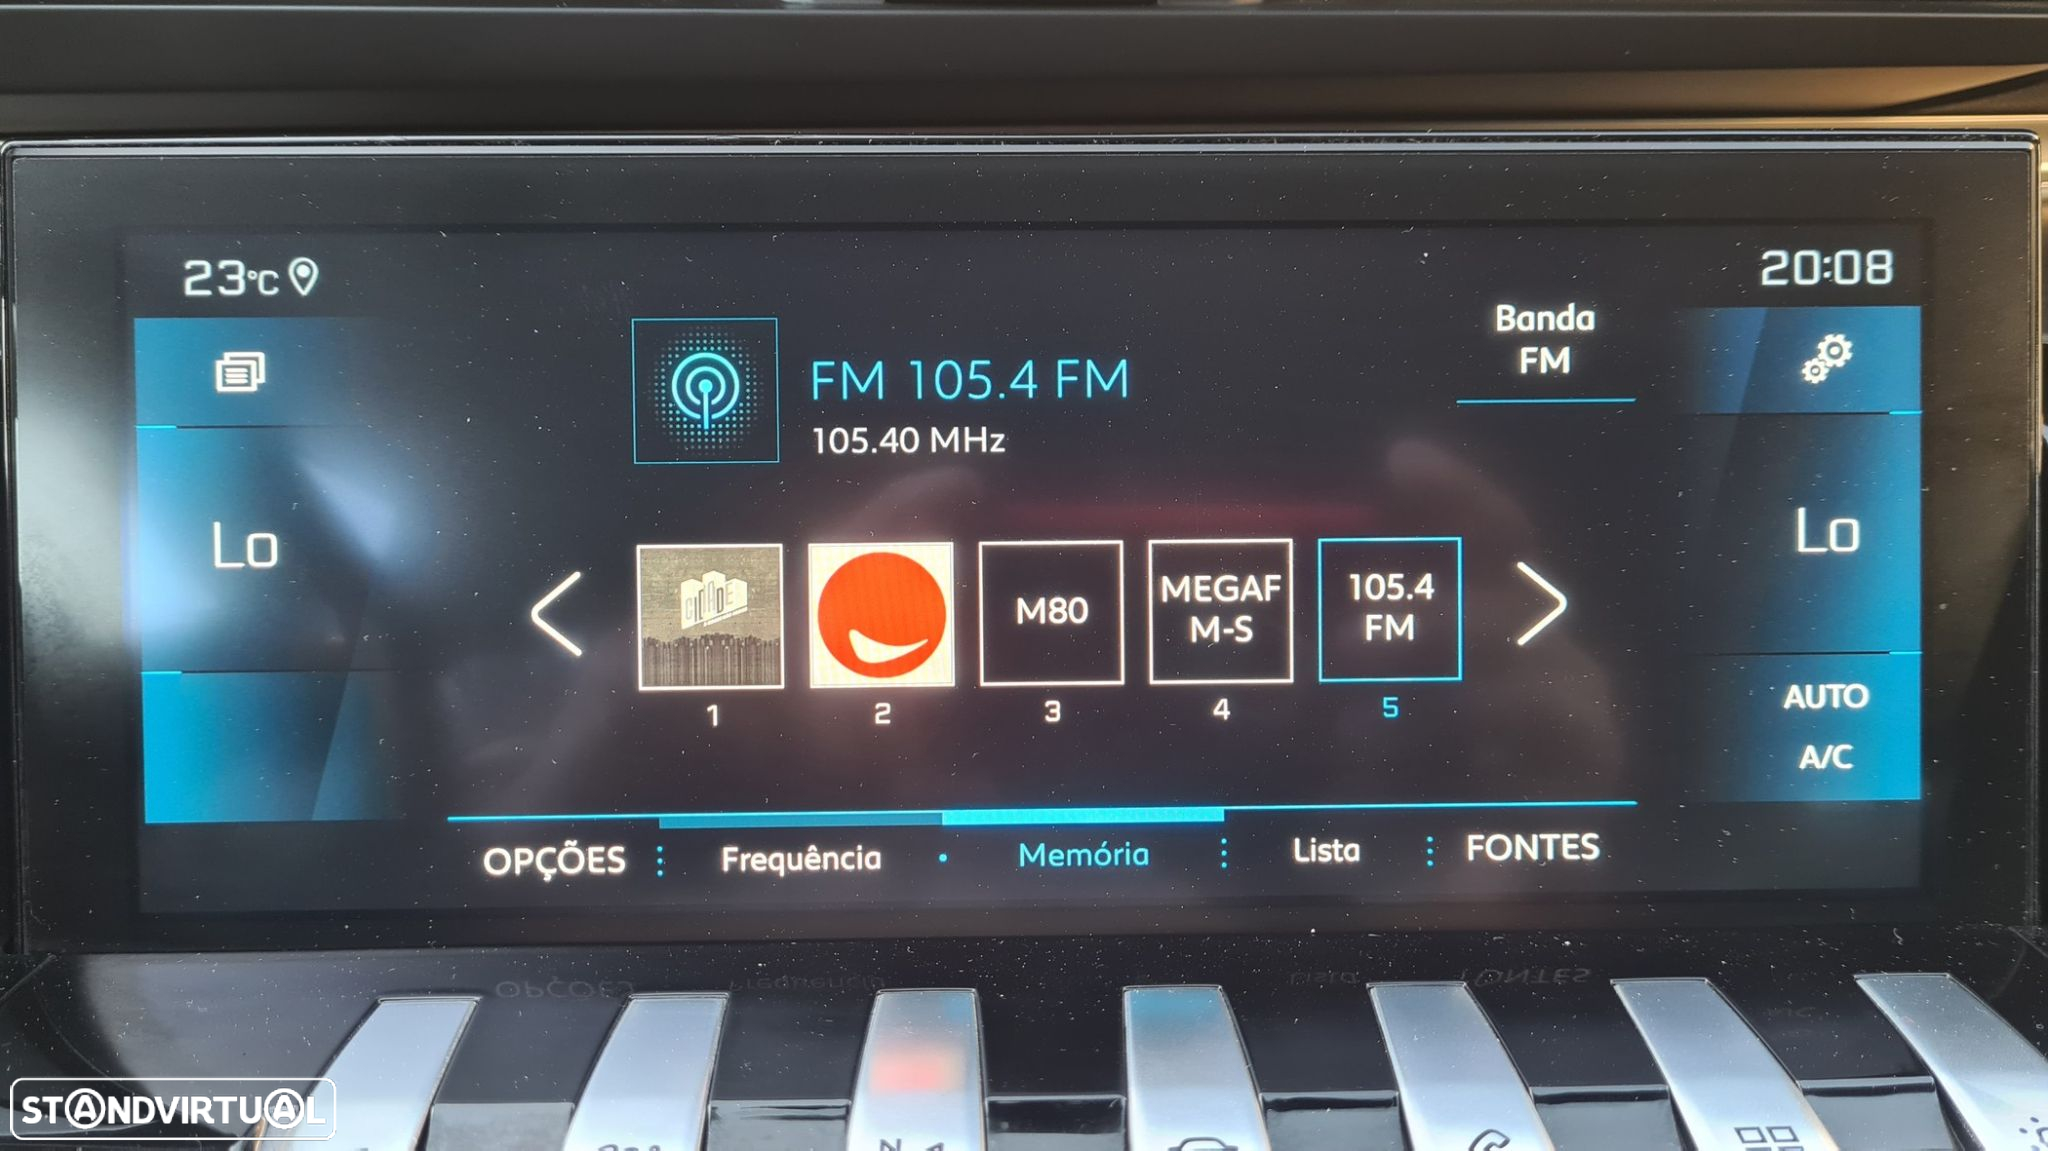 23°C
20:08
Banda
FM
FM 105.4 FM
105.40 MHz
Lo
Lo
CIDADE
M80
MEGAF
M-S
105.4
FM
1
2
3
4
5
AUTO
A/C
OPÇÕES
Frequência
Memória
Lista
FONTES
STANDVIRTUAL